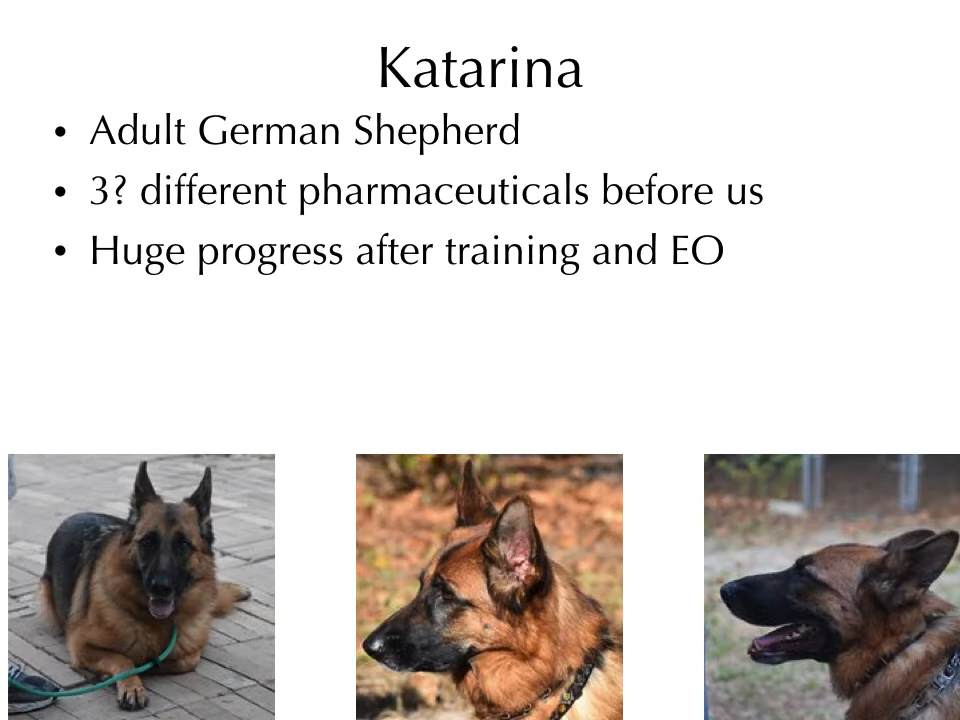 Katarina
• Adult German Shepherd
• 3? different pharmaceuticals before us
• Huge progress after training and EO